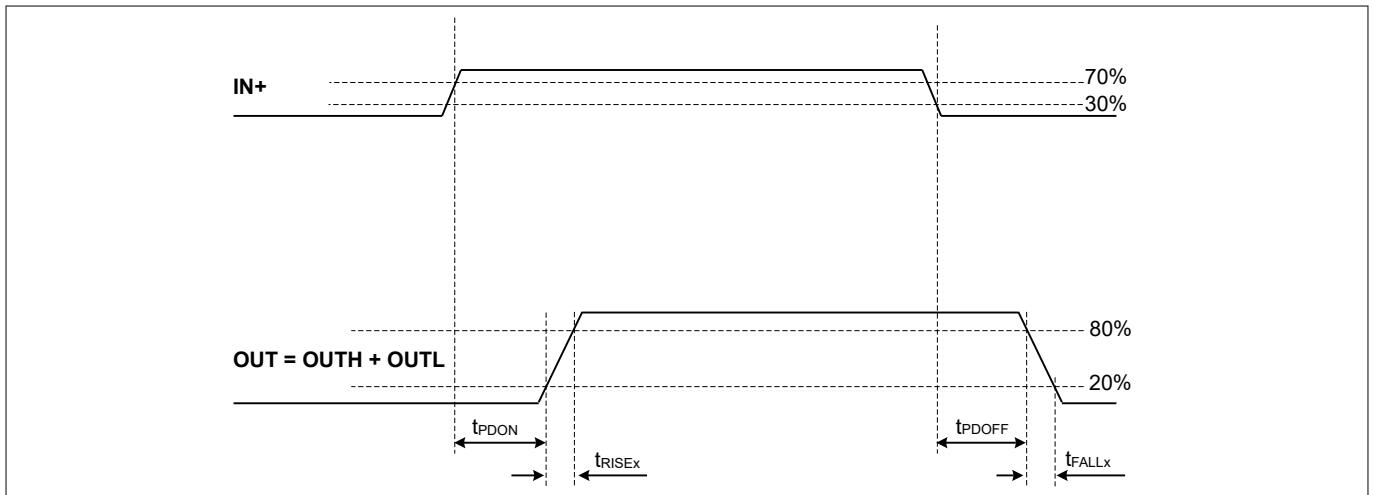 IN+
70%
30%
80%
OUT = OUTH + OUTL
20%
tPDON
tPDOFF
tRISEx
tFALLx